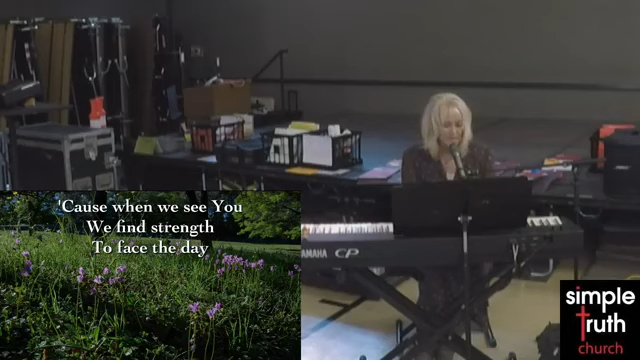 'Cause when we see You
We find strength
To face the day
YAMAHA CP
simple
truth
church